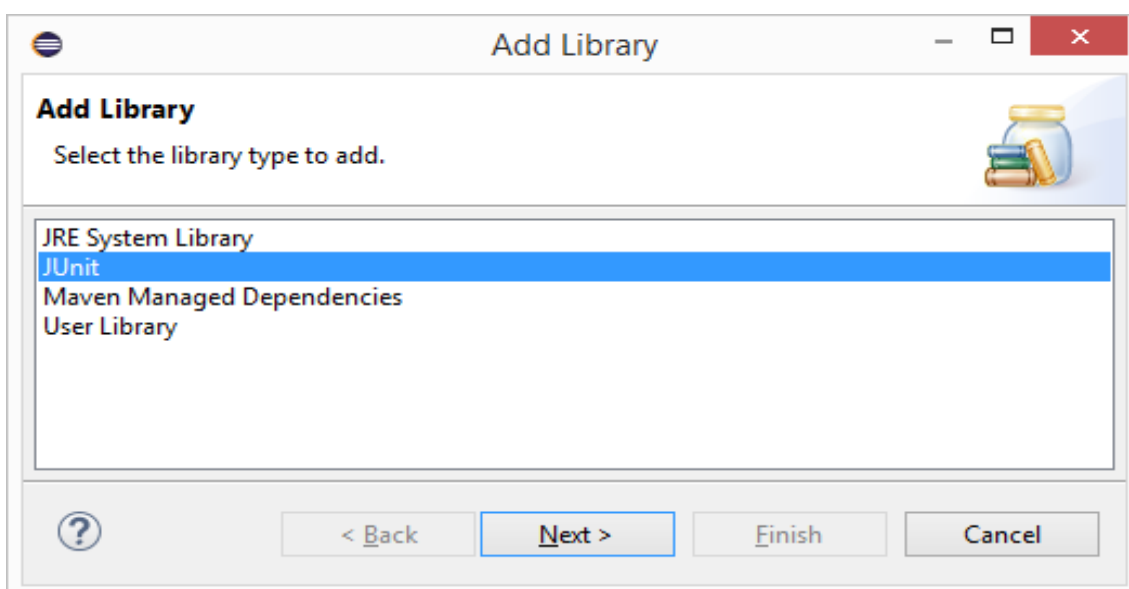 Add Library
Add Library
Select the library type to add.
JRE System Library
JUnit
Maven Managed Dependencies
User Library
?
< Back
Next >
Finish
Cancel